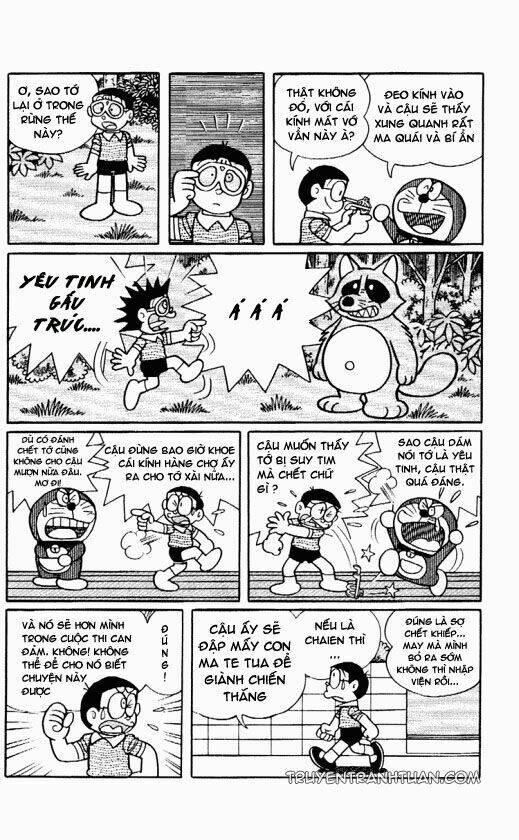 ĐEO KÍNH VÀO
VÀ CẬU SẼ THẤY
XUNG QUANH RẤT
MA QUÁI VÀ BÍ ẨN
THẬT KHÔNG
ĐÓ, VỚI CÁI
KÍNH MÁT VỚ
VẨN NÀY À?
Ơ, SAO TỚ
LẠI Ở TRONG
RỪNG THẾ
NÀY?
Á Á Á
YÊU TINH
GẤU
TRÚC....
SAO CẬU DÁM
NÓI TỚ LÀ YÊU
TINH, CẬU THẬT
QUÁ ĐÁNG.
CẬU MUỐN THẤY
TỚ BỊ SUY TIM
MÀ CHẾT CHỨ
GÌ ?
CẬU ĐỪNG BAO GIỜ KHOE
CÁI KÍNH HÀNG CHỢ ẤY
RA CHO TỚ XÀI NỮA...
DÙ CÓ ĐÁNH
CHẾT TỚ CŨNG
KHÔNG CHO CẬU
MƯỢN NỮA ĐÂU.
MƠ ĐI!
ĐÚNG LÀ SỢ
CHẾT KHIẾP...
MAY MÀ MÌNH
BỎ RA SỚM
KHÔNG THÌ NHẬP
VIỆN RỒI...
NẾU LÀ
CHAIEN THÌ
...
CẬU ẤY SẼ
ĐẬP MẤY CON
MA TE TUA ĐỂ
GIÀNH CHIẾN
THẮNG
ĐÚNG!
VÀ NÓ SẼ HƠN MÌNH
TRONG CUỘC THI CAN
ĐẢM. KHÔNG! KHÔNG
THỂ ĐỂ CHO NÓ BIẾT
CHUYỆN NÀY
ĐƯỢC
TRUYENTRANHTUAN.COM